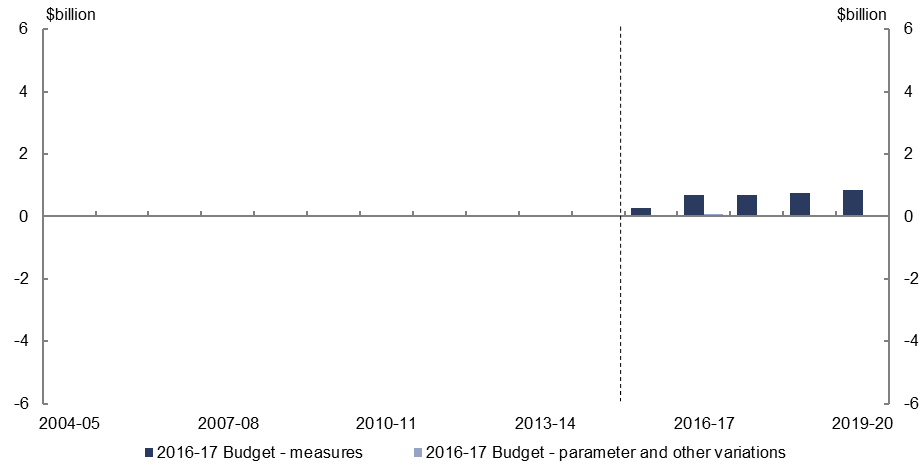 $billion $billion
6 6
4 4
2 2
0 0
-2 -2
-4 -4
-6 -6
2004-05 2007-08 2010-11 2013-14 2016-17 2019-20
2016-17 Budget - measures 2016-17 Budget - parameter and other variations